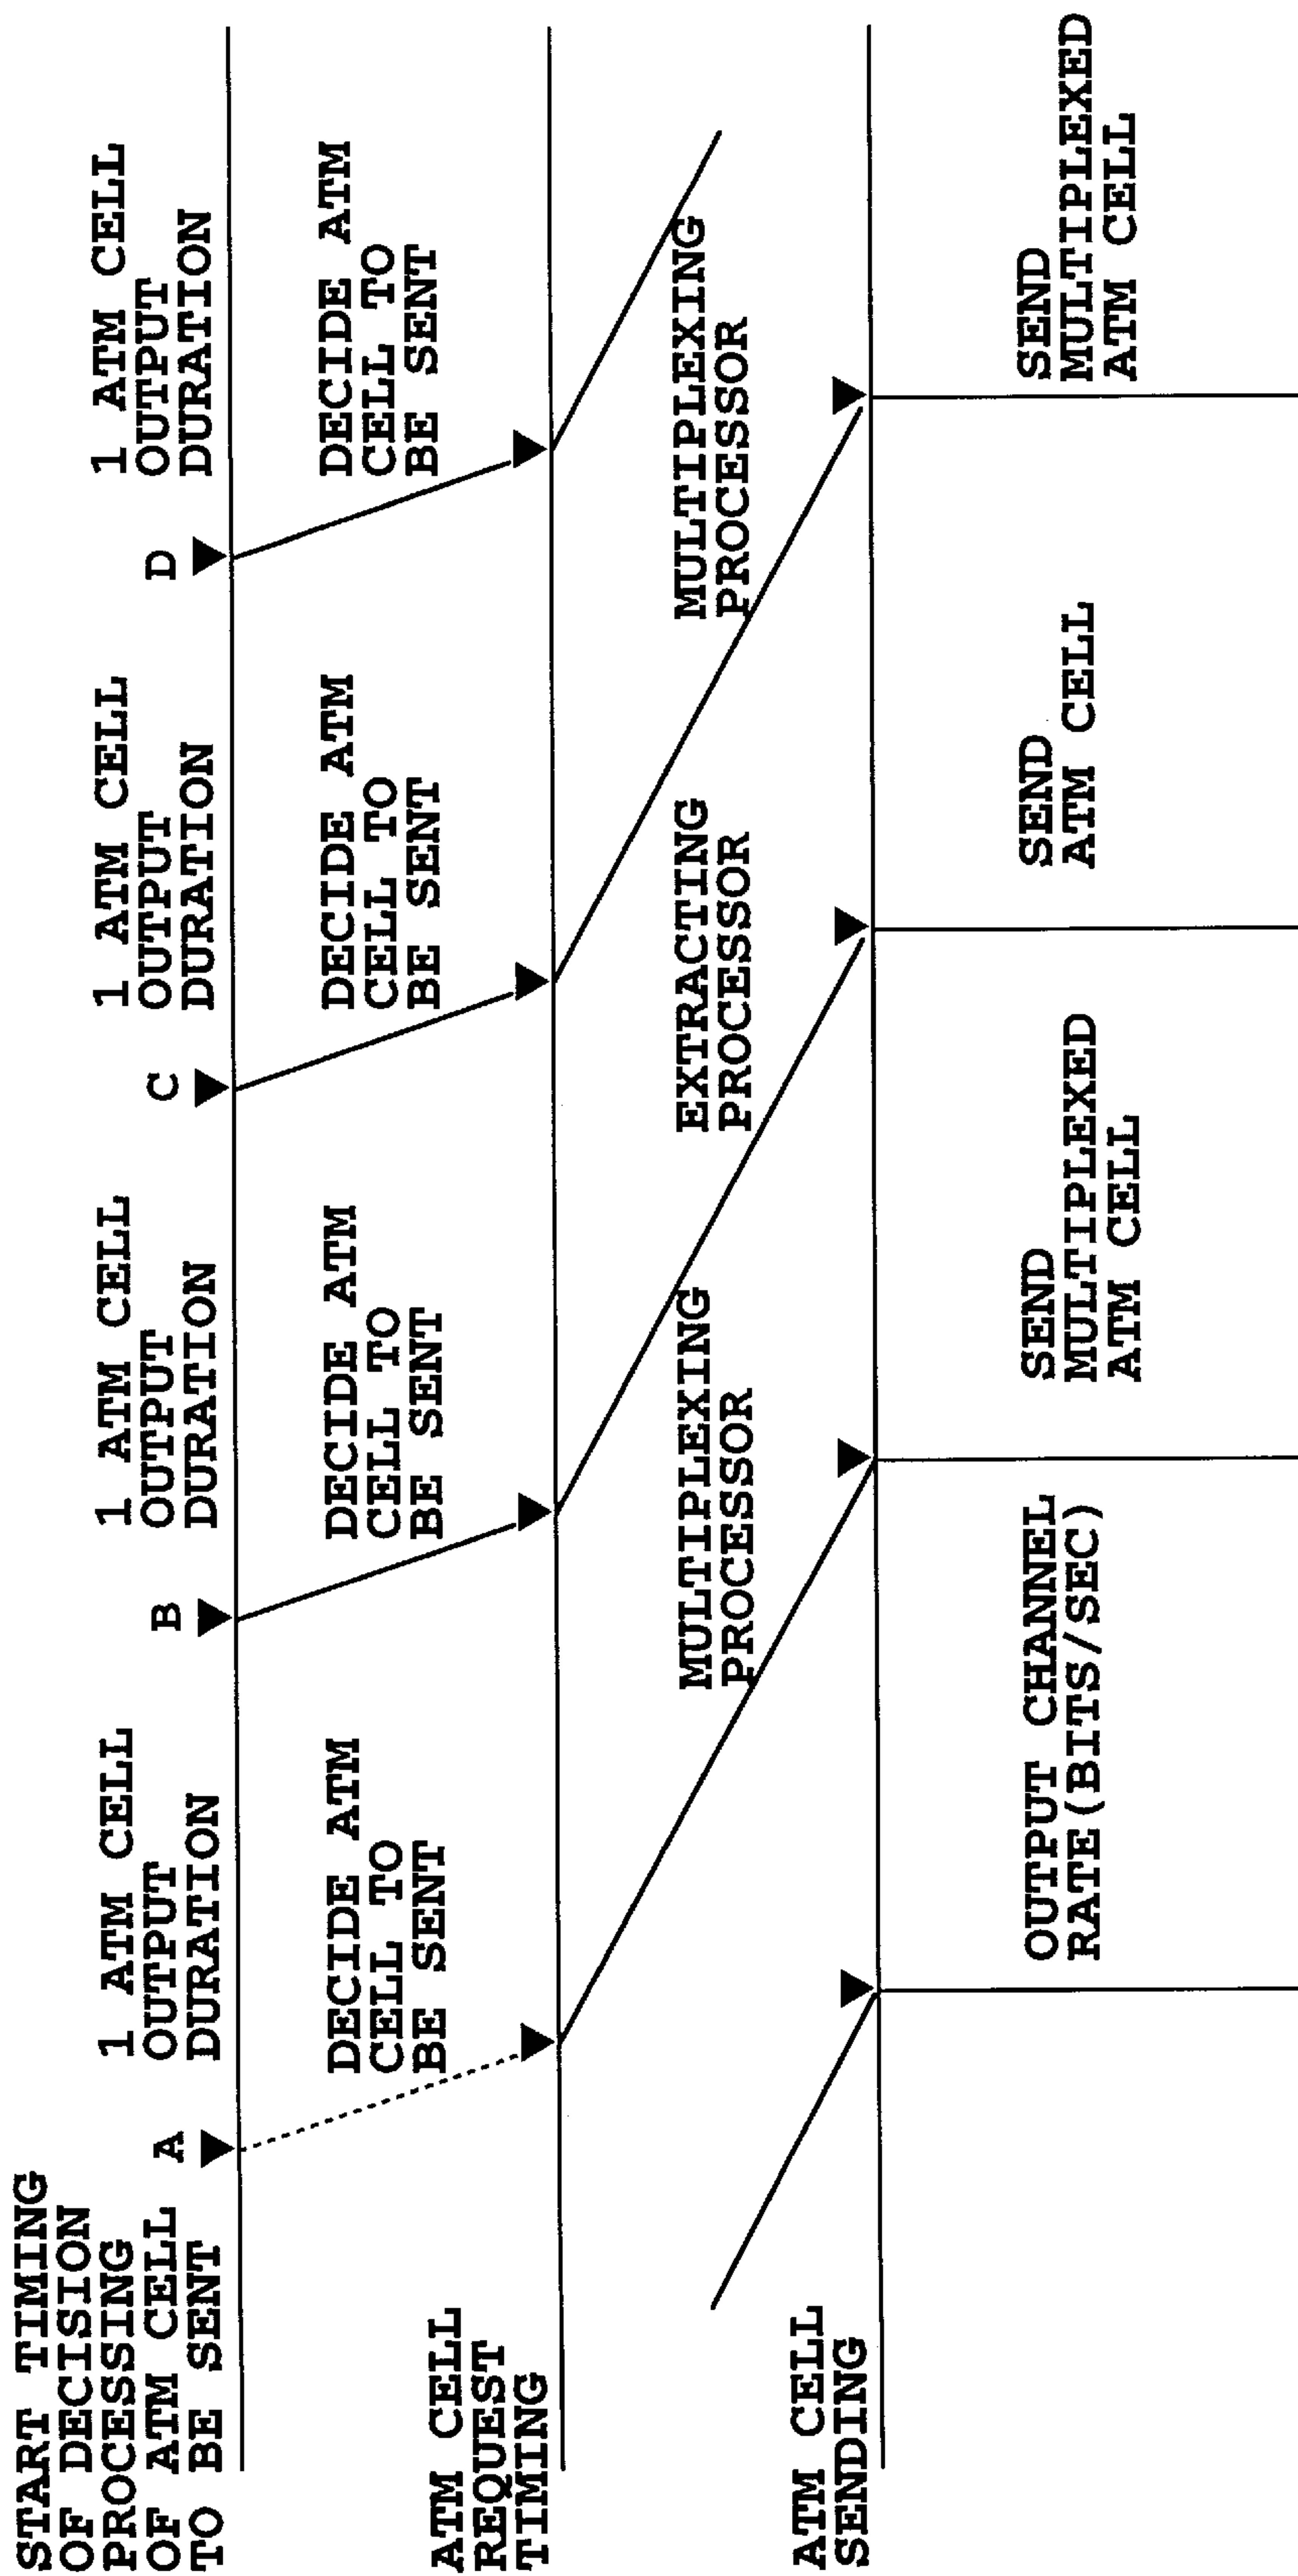 START TIMING
OF DECISION
PROCESSING
OF ATM CELL
TO BE SENT
A
1 ATM CELL
OUTPUT
DURATION
B
1 ATM CELL
OUTPUT
DURATION
C
1 ATM CELL
OUTPUT
DURATION
D
1 ATM CELL
OUTPUT
DURATION
DECIDE ATM
CELL TO
BE SENT
DECIDE ATM
CELL TO
BE SENT
DECIDE ATM
CELL TO
BE SENT
DECIDE ATM
CELL TO
BE SENT
ATM CELL
REQUEST
TIMING
MULTIPLEXING
PROCESSOR
EXTRACTING
PROCESSOR
MULTIPLEXING
PROCESSOR
ATM CELL
SENDING
OUTPUT CHANNEL
RATE(BITS/SEC)
SEND
MULTIPLEXED
ATM CELL
SEND
ATM CELL
SEND
MULTIPLEXED
ATM CELL